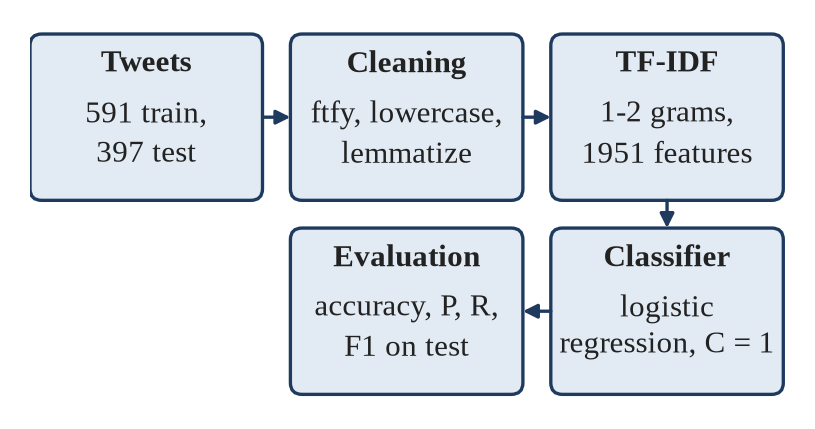 Tweets
591 train,
397 test
Cleaning
ftfy, lowercase,
lemmatize
TF-IDF
1-2 grams,
1951 features
Classifier
logistic
regression, C = 1
Evaluation
accuracy, P, R,
F1 on test